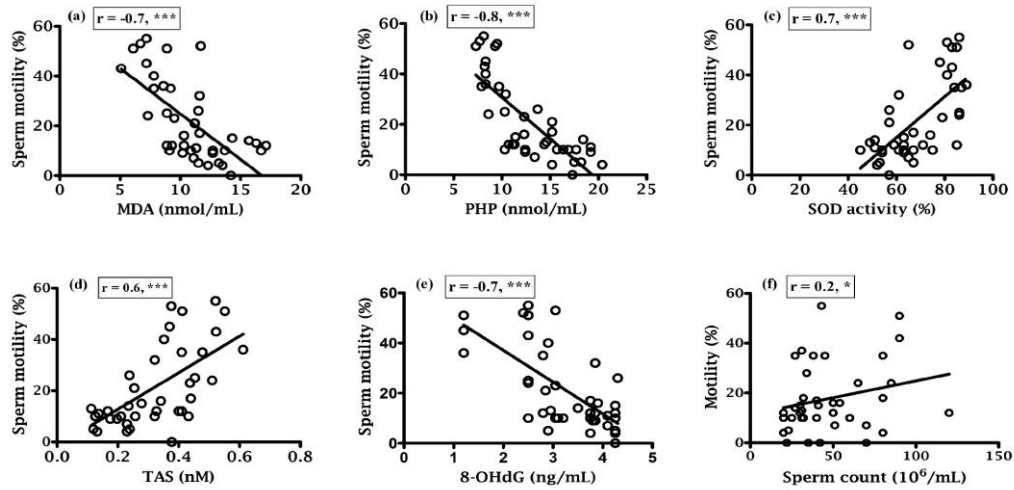 (a) r = -0.7, ***
(b) r = -0.8, ***
(c) r = 0.7, ***
Sperm motility (%)
60
40
20
0
0 5 10 15 20
MDA (nmol/mL)
Sperm motility (%)
60
40
20
0
0 5 10 15 20 25
PHP (nmol/mL)
Sperm motility (%)
60
40
20
0
20 40 60 80 100
SOD activity (%)
(d) r = 0.6, ***
(e) r = -0.7, ***
(f) r = 0.2, *
Sperm motility (%)
60
40
20
0
0.0 0.2 0.4 0.6 0.8
TAS (nM)
Sperm motility (%)
60
40
20
0
0 1 2 3 4 5
8-OHdG (ng/mL)
Motility (%)
60
40
20
0
0 50 100 150
Sperm count (10⁶/mL)